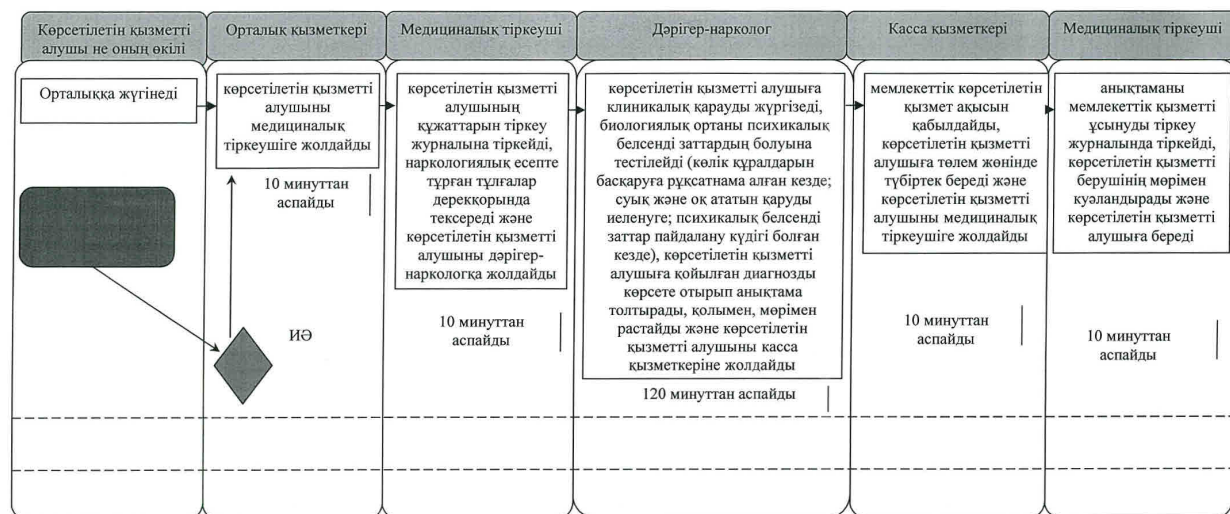 Көрсетілетін қызметті
алушы не оның өкілі
Орталық қызметкері
Медициналық тіркеуші
Дәрігер-нарколог
Касса қызметкері
Медициналық тіркеуші
Орталыққа жүгінеді
көрсетілетін қызметті
алушыны
медициналық
тіркеушіге жолдайды
10 минуттан
аспайды
ИӘ
көрсетілетін қызметті
алушының
құжаттарын тіркеу
журналына тіркейді,
наркологиялық есепте
тұрған тұлғалар
дерекқорында
тексереді және
көрсетілетін қызметті
алушыны дәрігер-
наркологқа жолдайды
10 минуттан
аспайды
көрсетілетін қызметті алушыға
клиникалық қарауды жүргізеді,
биологиялық ортаны психикалық
белсенді заттардың болуына
тестілейді (көлік құралдарын
басқаруға рұқсатнама алған кезде;
суық және оқ ататын қаруды
иеленуге; психикалық белсенді
заттар пайдалану күдігі болған
кезде), көрсетілетін қызметті
алушыға қойылған диагнозды
көрсете отырып анықтама
толтырады, қолымен, мөрімен
растайды және көрсетілетін
қызметті алушыны касса
қызметкеріне жолдайды
120 минуттан аспайды
мемлекеттік көрсетілетін
қызмет ақысын
қабылдайды,
көрсетілетін қызметті
алушыға төлем жөнінде
түбіртек береді және
көрсетілетін қызметті
алушыны медициналық
тіркеушіге жолдайды
10 минуттан
аспайды
анықтаманы
мемлекеттік қызметті
ұсынуды тіркеу
журналында тіркейді,
көрсетілетін қызметті
берушінің мөрімен
куәландырады және
көрсетілетін қызметті
алушыға береді
10 минуттан
аспайды